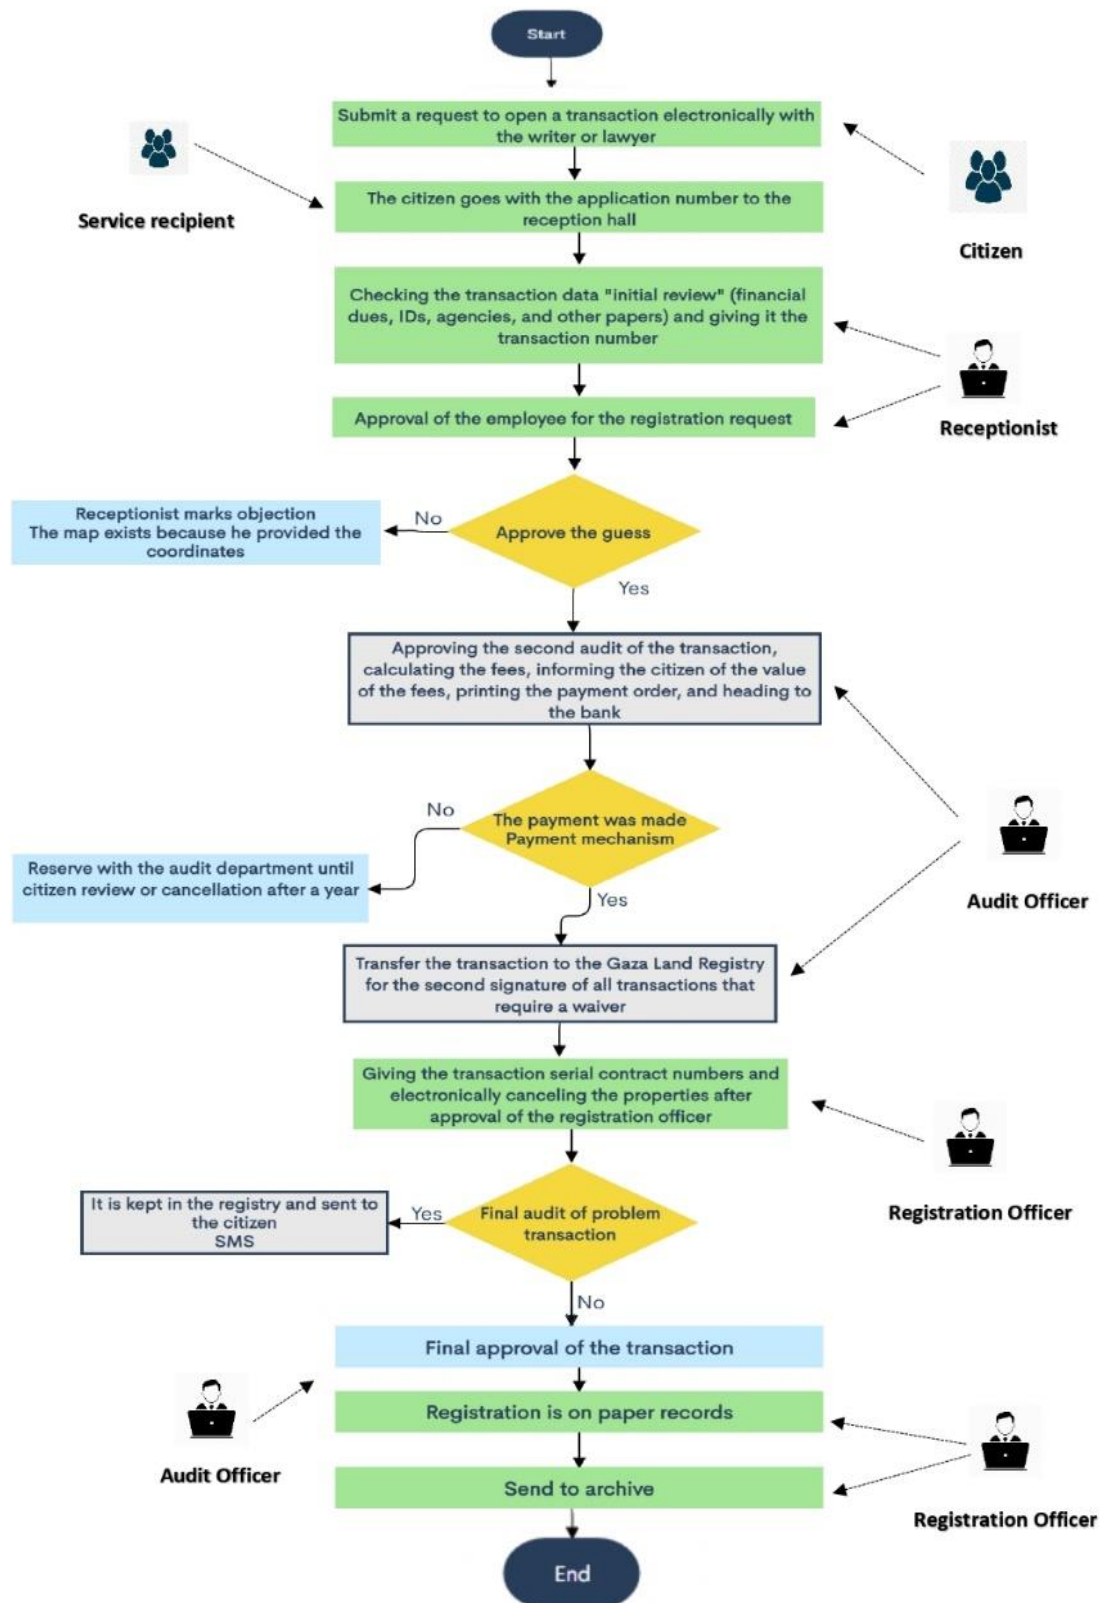 Start
Submit a request to open a transaction electronically with
the writer or lawyer
Service recipient
Citizen
The citizen goes with the application number to the
reception hall
Checking the transaction data "initial review" (financial
dues, IDs, agencies, and other papers) and giving it the
transaction number
Receptionist
Approval of the employee for the registration request
Approve the guess
No
Receptionist marks objection
The map exists because he provided the
coordinates
Yes
Approving the second audit of the transaction,
calculating the fees, informing the citizen of the value
of the fees, printing the payment order, and heading to
the bank
Audit Officer
The payment was made
Payment mechanism
No
Reserve with the audit department until
citizen review or cancellation after a year
Yes
Transfer the transaction to the Gaza Land Registry
for the second signature of all transactions that
require a waiver
Giving the transaction serial contract numbers and
electronically canceling the properties after
approval of the registration officer
Registration Officer
Final audit of problem
transaction
Yes
It is kept in the registry and sent to
the citizen
SMS
No
Final approval of the transaction
Audit Officer
Registration is on paper records
Send to archive
Registration Officer
End